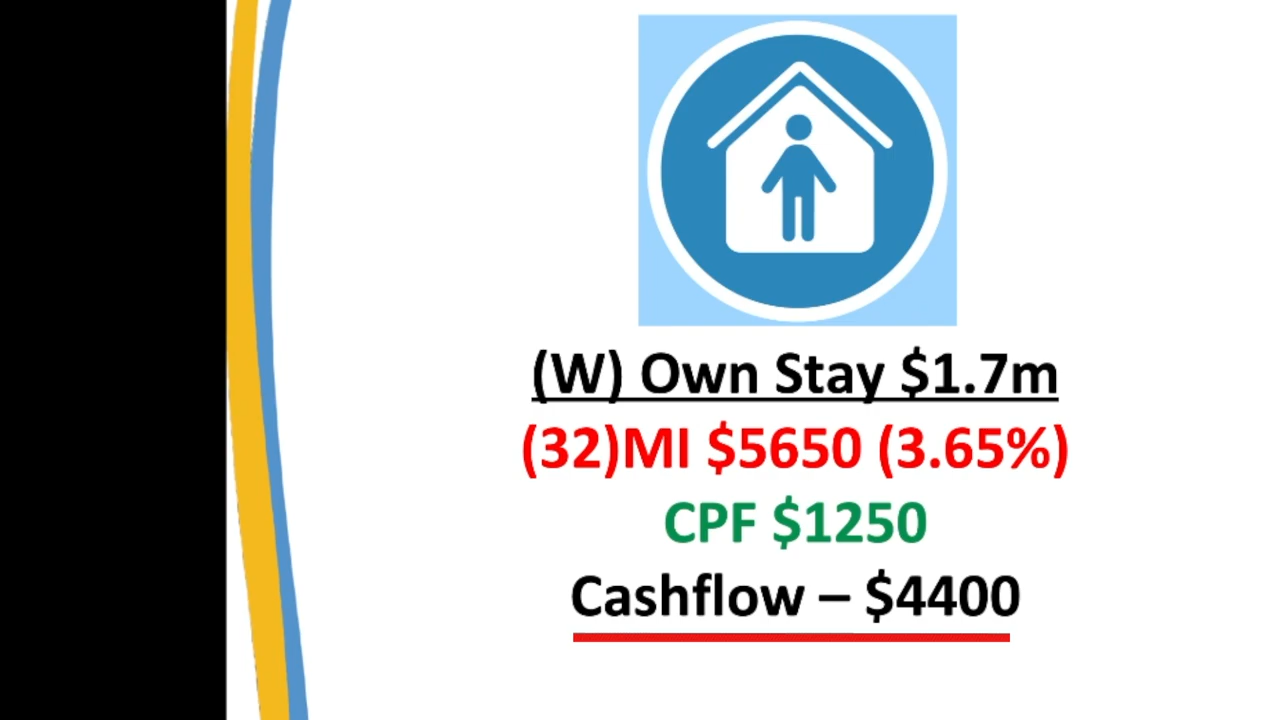 (W) Own Stay $1.7m
(32)MI $5650 (3.65%)
CPF $1250
Cashflow – $4400